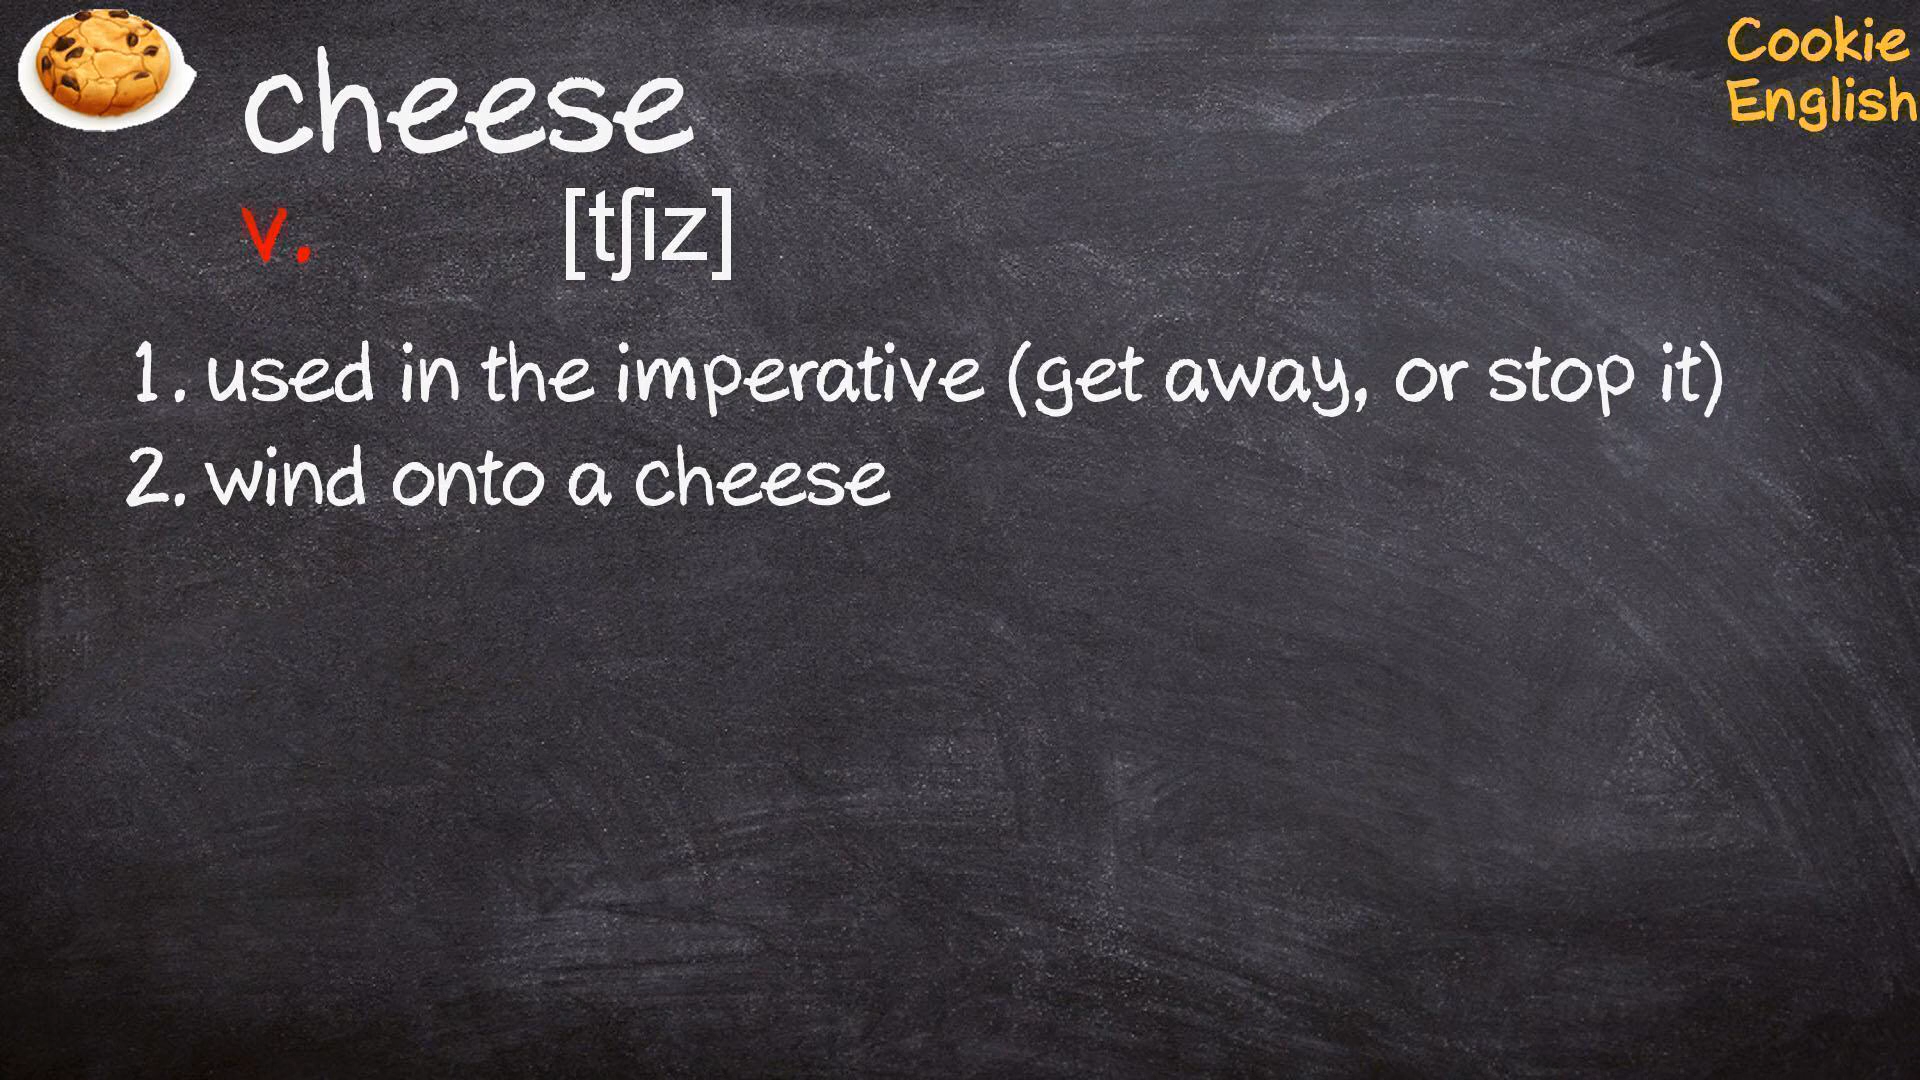 cheese
Cookie
English
v. [tʃiz]
1. used in the imperative (get away, or stop it)
2. wind onto a cheese